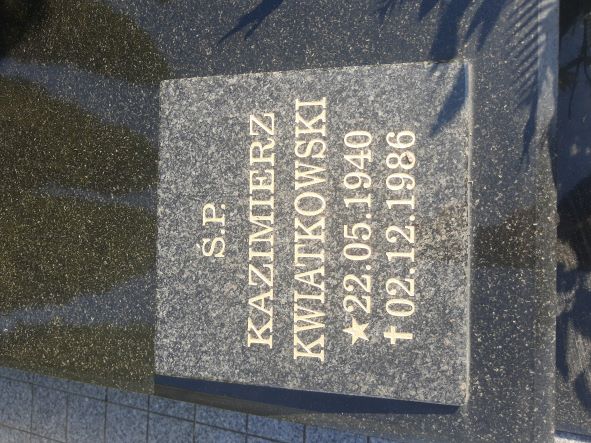 Ś.P.
KAZIMIERZ
KWIATKOWSKI
★22.05.1940
✝02.12.1986